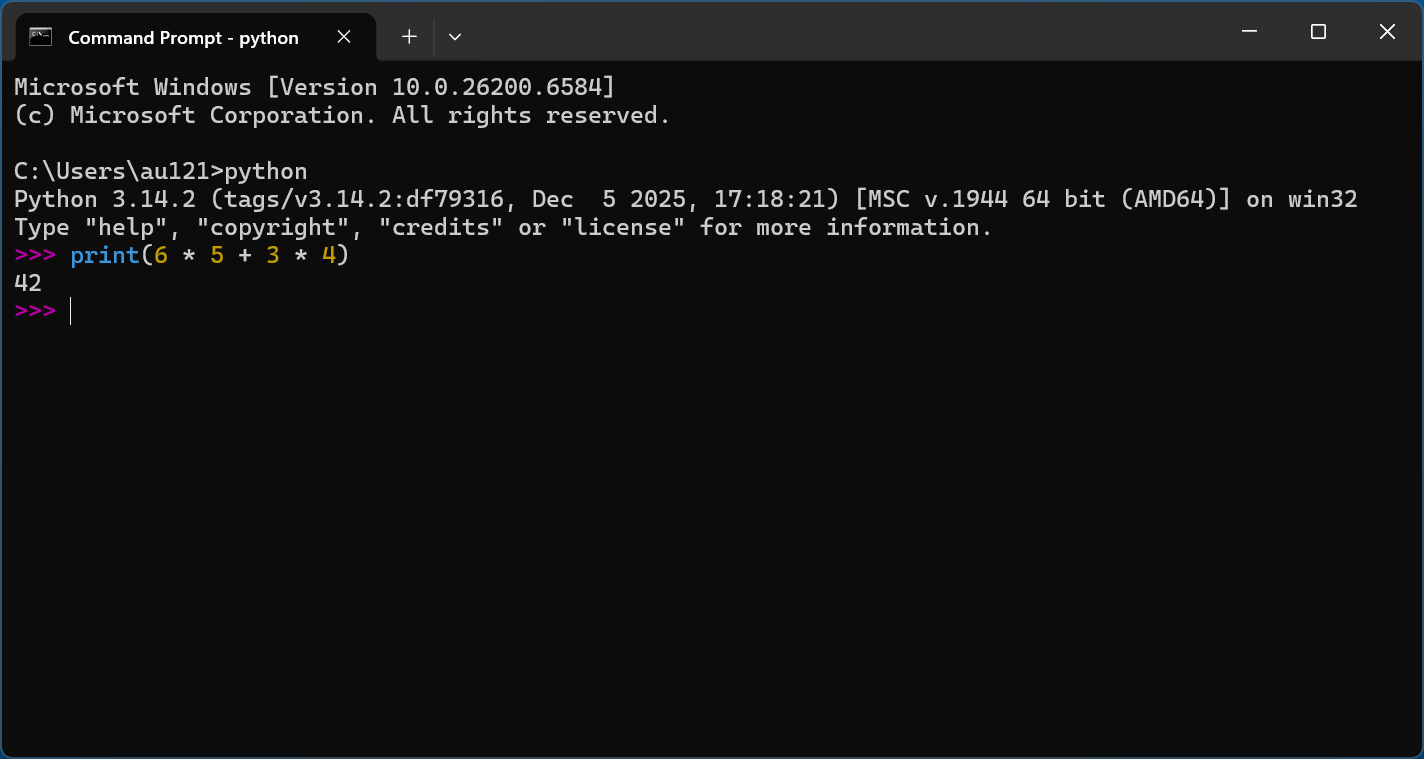 Command Prompt - python
Microsoft Windows [Version 10.0.26200.6584]
(c) Microsoft Corporation. All rights reserved.
C:\Users\au121>python
Python 3.14.2 (tags/v3.14.2:df79316, Dec  5 2025, 17:18:21) [MSC v.1944 64 bit (AMD64)] on win32
Type "help", "copyright", "credits" or "license" for more information.
>>> print(6 * 5 + 3 * 4)
42
>>>